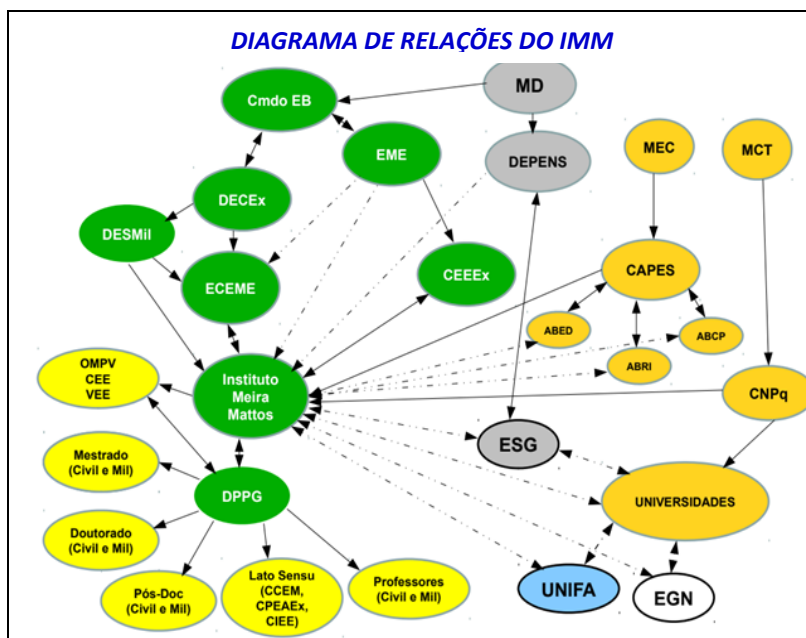 DIAGRAMA DE RELAÇÕES DO IMM
MD
Cmdo EB
EME
MEC
MCT
DEPENS
DECEx
DESMil
CEEEx
CAPES
ECEME
ABED
ABCP
ABRI
OMPV
CEE
VEE
Instituto
Meira
Mattos
CNPq
ESG
Mestrado
(Civil e Mil)
DPPG
UNIVERSIDADES
Doutorado
(Civil e Mil)
Pós-Doc
(Civil e Mil)
Lato Sensu
(CCEM,
CPEAEx,
CIEE)
Professores
(Civil e Mil)
UNIFA
EGN